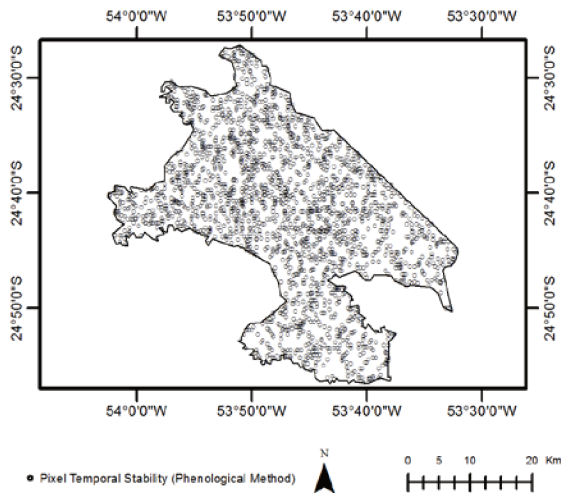 54°0'0"W 53°50'0"W 53°40'0"W 53°30'0"W
24°30'0"S 24°30'0"S
24°40'0"S 24°40'0"S
24°50'0"S 24°50'0"S
54°0'0"W 53°50'0"W 53°40'0"W 53°30'0"W
N
0 5 10 20 Km
Pixel Temporal Stability (Phenological Method)